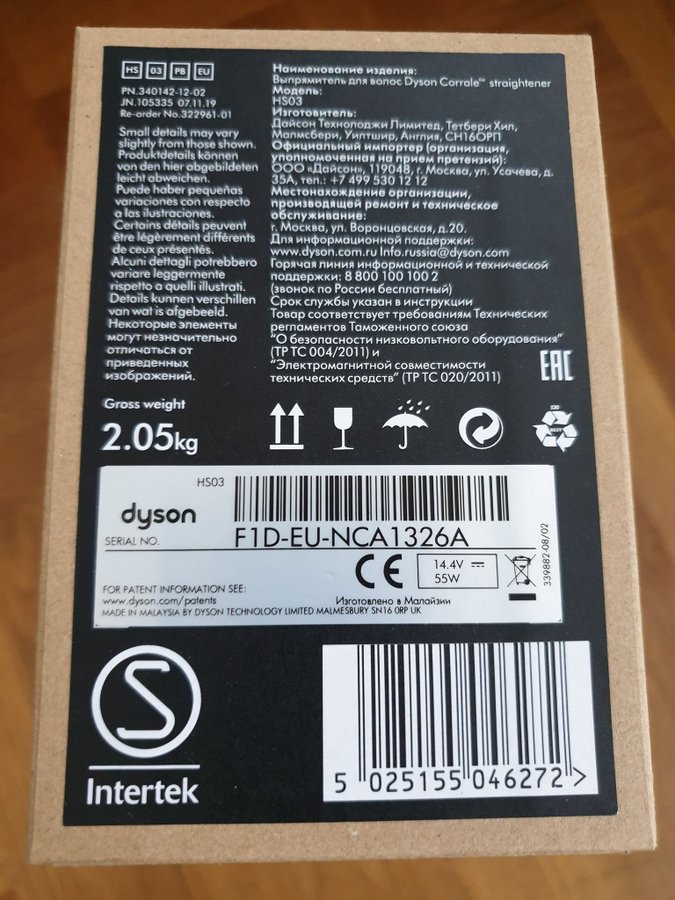 HS 03 PB EU
PN.340142-12-02
JN.105335 07.11.19
Re-order No.322961-01
Small details may vary
slightly from those shown.
Produktdetails können
von den hier abgebildeten
leicht abweichen.
Puede haber pequeñas
variaciones con respecto
a las ilustraciones.
Certains détails peuvent
être légèrement différents
de ceux présentés.
Alcuni dettagli potrebbero
variare leggermente
rispetto a quelli illustrati.
Details kunnen verschillen
van wat is afgebeeld.
Некоторые элементы
могут незначительно
отличаться от
приведенных
изображений.
Gross weight
2.05kg
Наименование изделия:
Выпрямитель для волос Dyson Corrale™ straightener
Модель:
HS03
Изготовитель:
Дайсон Технолоджи Лимитед, Тетбери Хил,
Малмсбери, Уилтшир, Англия, СН16ОРП
Официальный импортер (организация,
уполномоченная на прием претензий):
ООО «Дайсон», 119048, г. Москва, ул. Усачева, д.
35А, тел.: +7 499 530 12 12
Местонахождение организации,
производящей ремонт и техническое
обслуживание:
г. Москва, ул. Воронцовская, д.20.
Для информационной поддержки:
www.dyson.com.ru Info.russia@dyson.com
Горячая линия информационной и технической
поддержки: 8 800 100 100 2
(звонок по России бесплатный)
Срок службы указан в инструкции
Товар соответствует требованиям Технических
регламентов Таможенного союза
"О безопасности низковольтного оборудования"
(ТР ТС 004/2011) и
"Электромагнитной совместимости
технических средств" (ТР ТС 020/2011)
EAC
HS03
dyson
SERIAL NO.
F1D-EU-NCA1326A
CE
14.4V
55W
339882-08/02
FOR PATENT INFORMATION SEE:
www.dyson.com/patents
Изготовлено в Малайзии
MADE IN MALAYSIA BY DYSON TECHNOLOGY LIMITED MALMESBURY SN16 0RP UK
S
Intertek
5 025155 046272 >